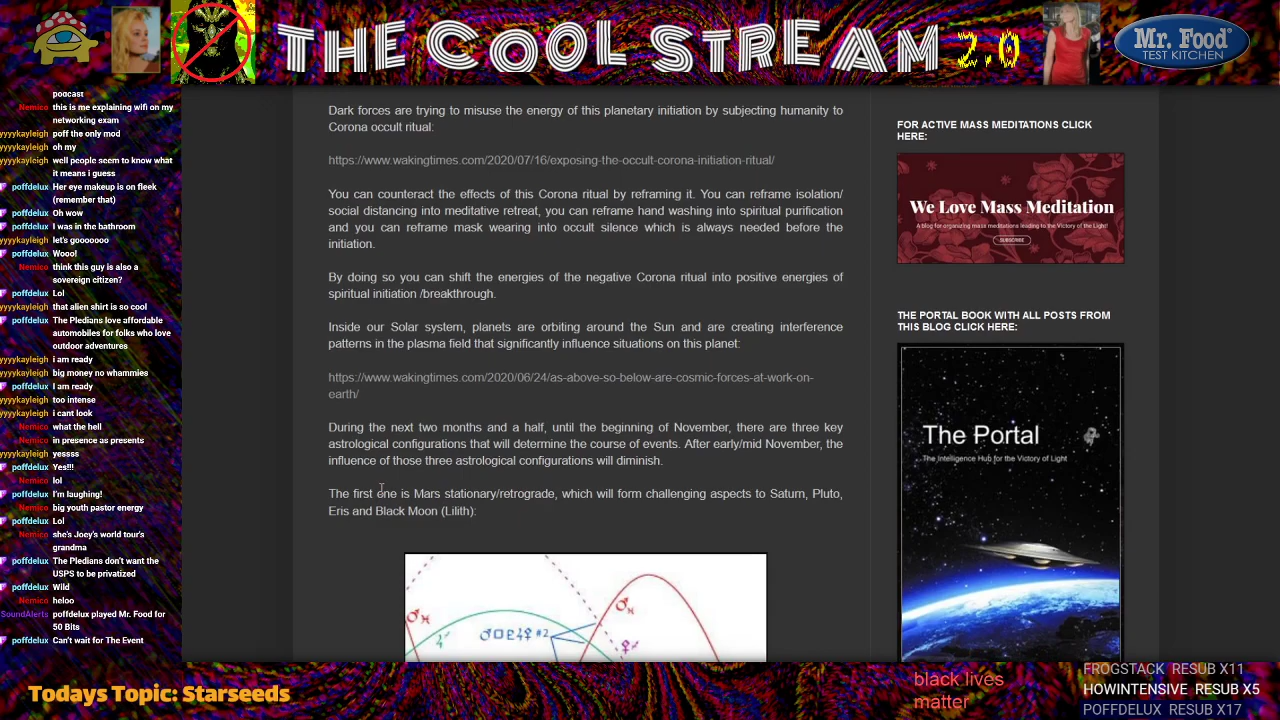 THE COOL STREAM 2.0
Mr. Food
TEST KITCHEN
podcast
Nemico this is me explaining wifi on my
networking exam
yyyykayleigh poff the only mod
yyyykayleigh oh my
yyyykayleigh well people seem to know what
it means i guess
poffdelux Her eye makeup is on fleek
(remember that)
poffdelux Oh wow
poffdelux I was in the bathroom
yyyykayleigh let's gooooooo
poffdelux Wooo!
Nemico think this guy is also a
sovereign citizen?
poffdelux Lol
yyyykayleigh that alien shirt is so cool
poffdelux The Pledians love affordable
automobiles for folks who love
outdoor adventures
yyyykayleigh i am ready
yyyykayleigh big money no whammies
poffdelux I am ready
yyyykayleigh too intense
yyyykayleigh i cant look
Nemico what the hell
Nemico in presence as presents
yyyykayleigh yessss
poffdelux Yes!!!
Nemico lol
poffdelux I'm laughing!
Nemico big youth pastor energy
poffdelux Lol
Nemico she's Joey's world tour's
grandma
poffdelux The Pledians don't want the
USPS to be privatized
poffdelux Wild
Nemico heloo
SoundAlerts poffdelux played Mr. Food for
50 Bits
poffdelux Can't wait for The Event
Dark forces are trying to misuse the energy of this planetary initiation by subjecting humanity to
Corona occult ritual:
https://www.wakingtimes.com/2020/07/16/exposing-the-occult-corona-initiation-ritual/
You can counteract the effects of this Corona ritual by reframing it. You can reframe isolation/
social distancing into meditative retreat, you can reframe hand washing into spiritual purification
and you can reframe mask wearing into occult silence which is always needed before the
initiation.
By doing so you can shift the energies of the negative Corona ritual into positive energies of
spiritual initiation /breakthrough.
Inside our Solar system, planets are orbiting around the Sun and are creating interference
patterns in the plasma field that significantly influence situations on this planet:
https://www.wakingtimes.com/2020/06/24/as-above-so-below-are-cosmic-forces-at-work-on-
earth/
During the next two months and a half, until the beginning of November, there are three key
astrological configurations that will determine the course of events. After early/mid November, the
influence of those three astrological configurations will diminish.
The first one is Mars stationary/retrograde, which will form challenging aspects to Saturn, Pluto,
Eris and Black Moon (Lilith):
FOR ACTIVE MASS MEDITATIONS CLICK
HERE:
We Love Mass Meditation
A blog for organizing mass meditations leading to the Victory of the Light!
SUBSCRIBE
THE PORTAL BOOK WITH ALL POSTS FROM
THIS BLOG CLICK HERE:
The Portal
The Intelligence Hub for the Victory of Light
Todays Topic: Starseeds
black lives
matter
FROGSTACK RESUB X11
HOWINTENSIVE RESUB X5
POFFDELUX RESUB X17